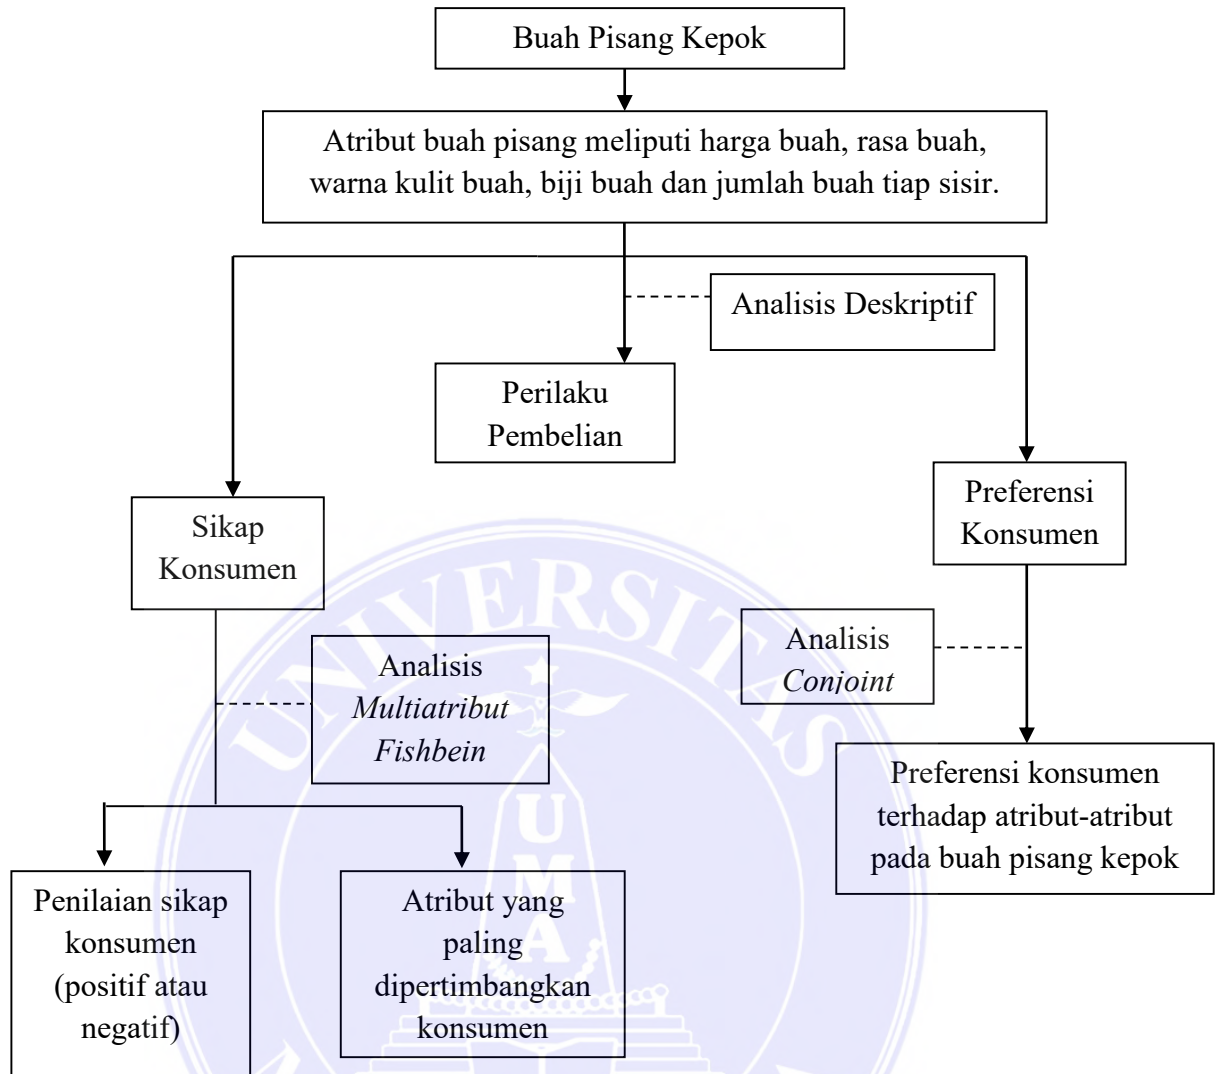 Buah Pisang Kepok
Atribut buah pisang meliputi harga buah, rasa buah,
warna kulit buah, biji buah dan jumlah buah tiap sisir.
Analisis Deskriptif
Perilaku
Pembelian
Preferensi
Konsumen
Sikap
Konsumen
Analisis
Multiatribut
Fishbein
Analisis
Conjoint
Preferensi konsumen
terhadap atribut-atribut
pada buah pisang kepok
Penilaian sikap
konsumen
(positif atau
negatif)
Atribut yang
paling
dipertimbangkan
konsumen
UNIVERSITAS
UMA